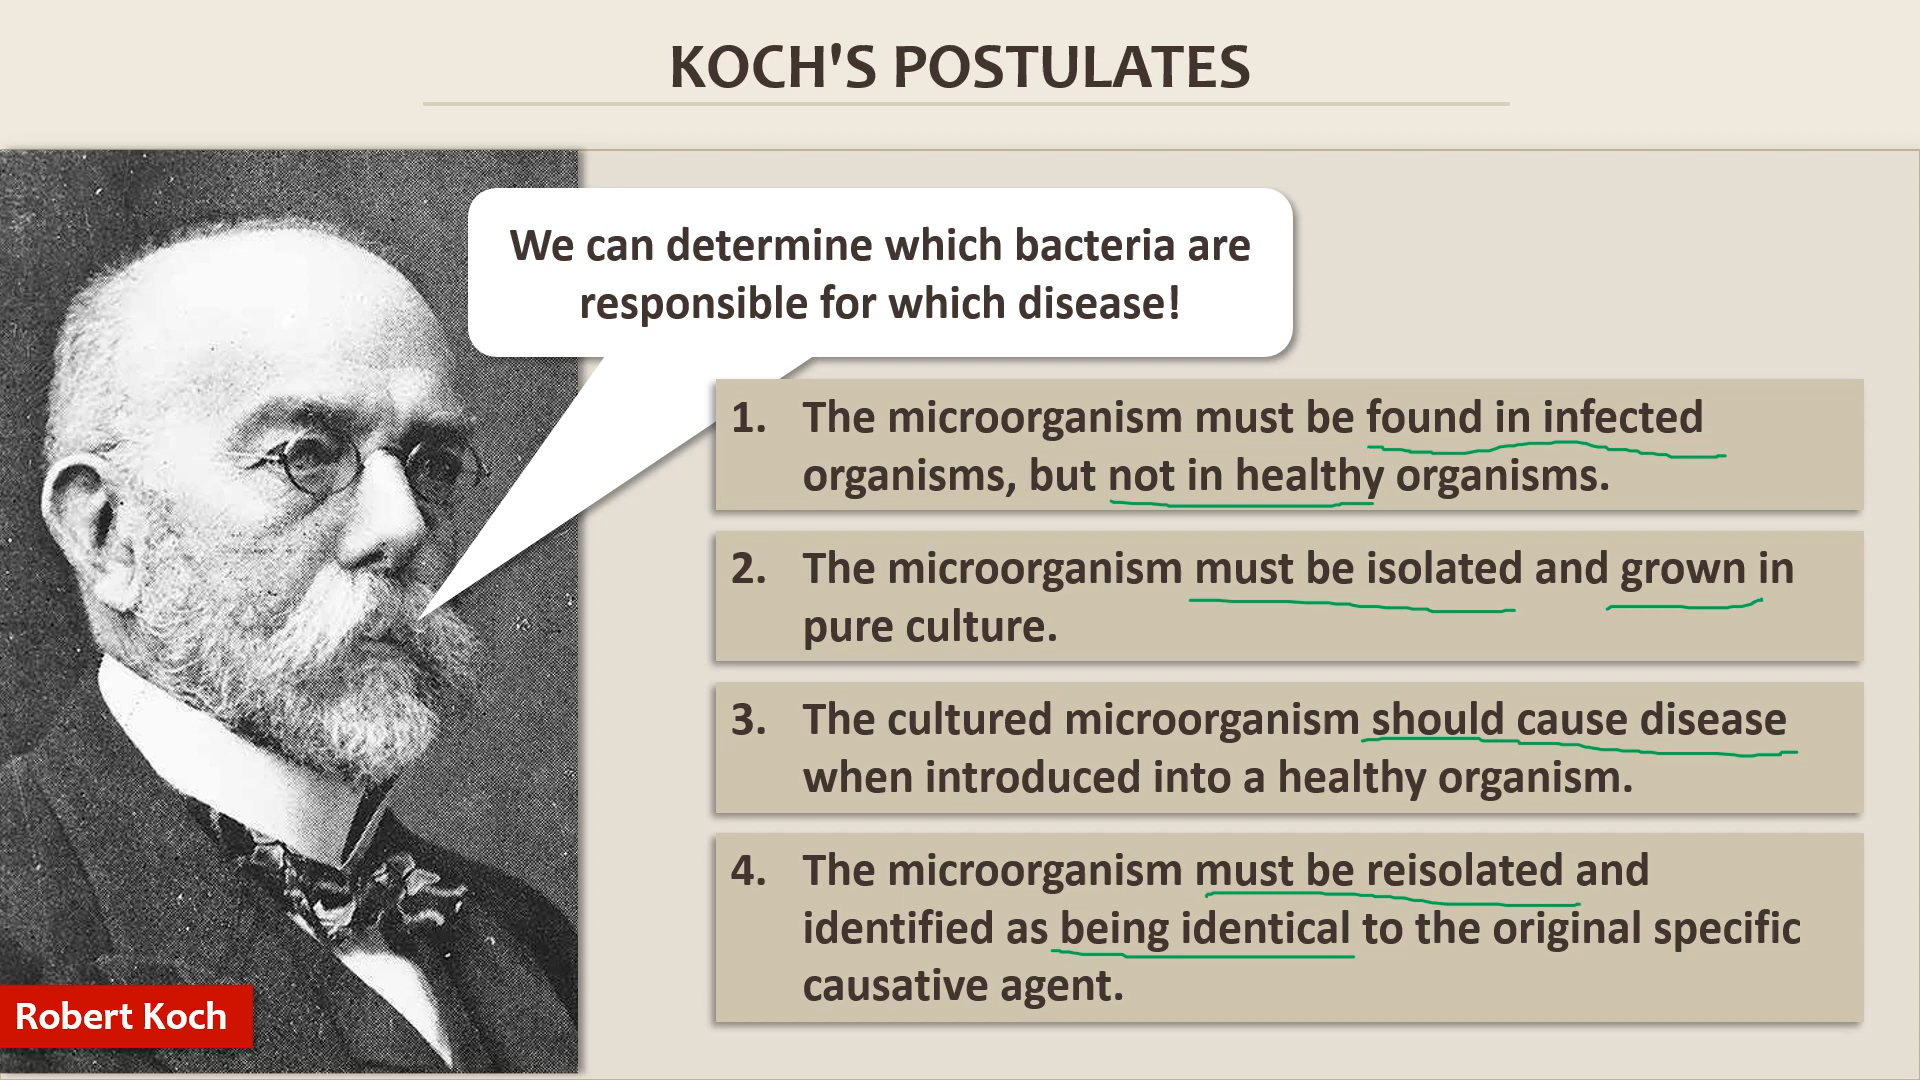 KOCH'S POSTULATES
We can determine which bacteria are
responsible for which disease!
1. The microorganism must be found in infected
organisms, but not in healthy organisms.
2. The microorganism must be isolated and grown in
pure culture.
3. The cultured microorganism should cause disease
when introduced into a healthy organism.
4. The microorganism must be reisolated and
identified as being identical to the original specific
causative agent.
Robert Koch